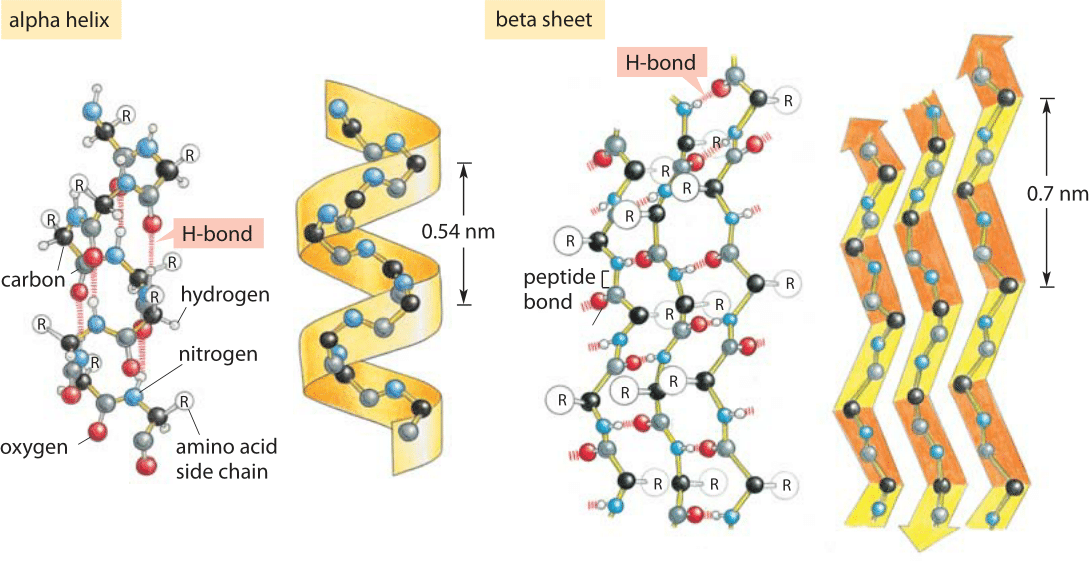 alpha helix
beta sheet
H-bond
R
R
R
R
H-bond
R
carbon
R
hydrogen
R
R
nitrogen
R
oxygen
amino acid
side chain
0.54 nm
R
R
R
R
R
R
R
peptide
bond
R
R
R
R
R
R
R
R
0.7 nm